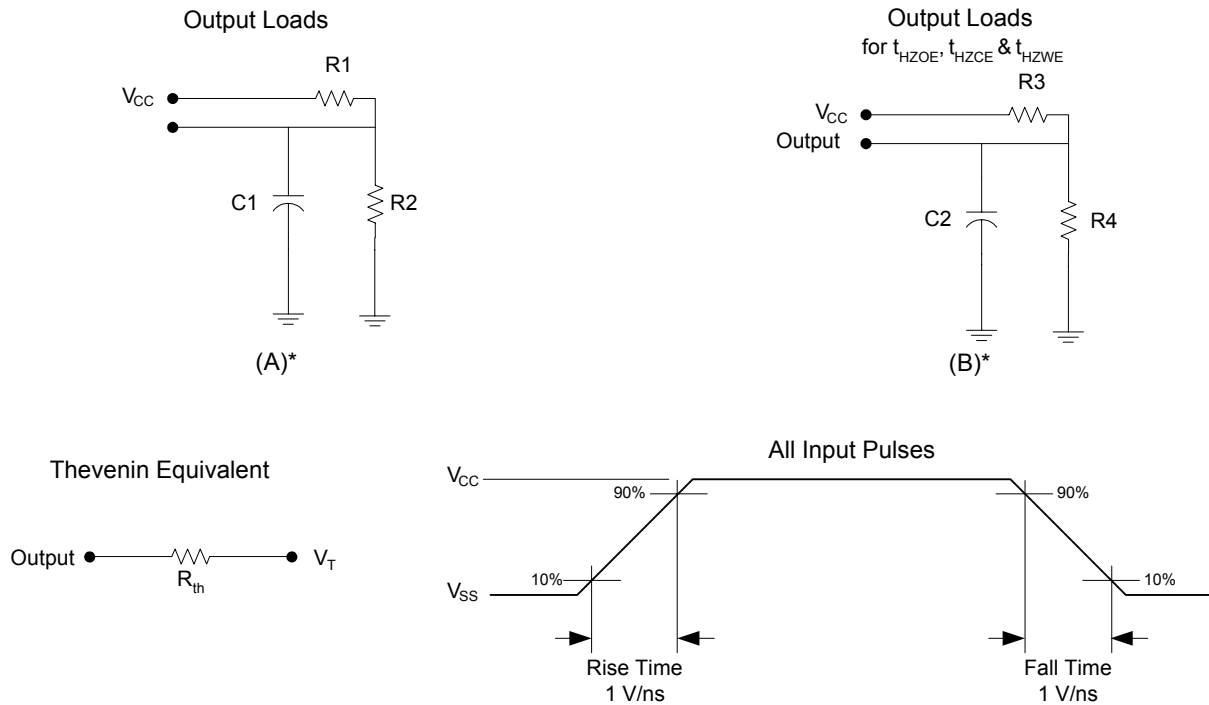 Output Loads
R1
VCC
C1
R2
(A)*
Output Loads
for tHZOE, tHZCE & tHZWE
R3
VCC
Output
C2
R4
(B)*
Thevenin Equivalent
Output
Rth
VT
All Input Pulses
VCC
90%
90%
10%
10%
VSS
Rise Time
1 V/ns
Fall Time
1 V/ns